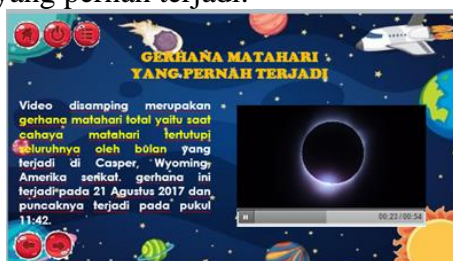 yang pernah terjadi.
GERHANA MATAHARI
YANG PERNAH TERJADI
Video disamping merupakan
gerhana matahari total yaitu saat
cahaya matahari tertutupi
seluruhnya oleh bulan yang
terjadi di Casper, Wyoming,
Amerika serikat. gerhana ini
terjadi pada 21 Agustus 2017 dan
puncaknya terjadi pada pukul
11:42.
00:23/00:54